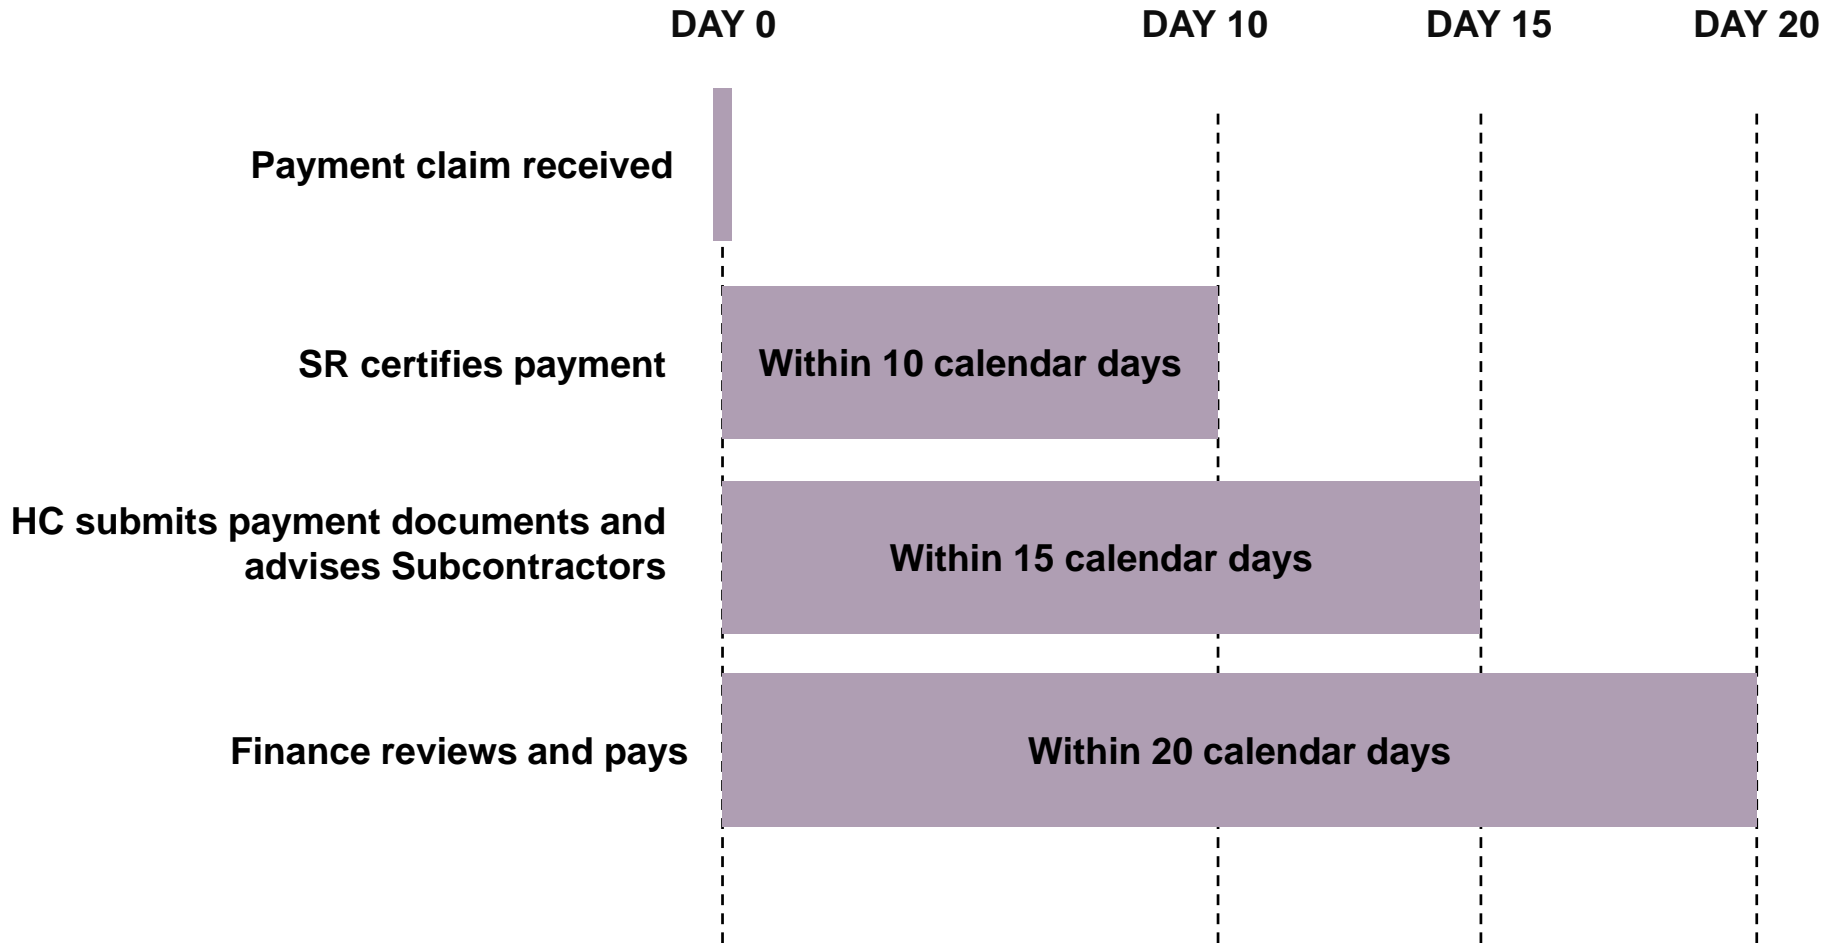 DAY 0 DAY 10 DAY 15 DAY 20
Payment claim received
SR certifies payment Within 10 calendar days
HC submits payment documents and
advises Subcontractors
Within 15 calendar days
Finance reviews and pays Within 20 calendar days